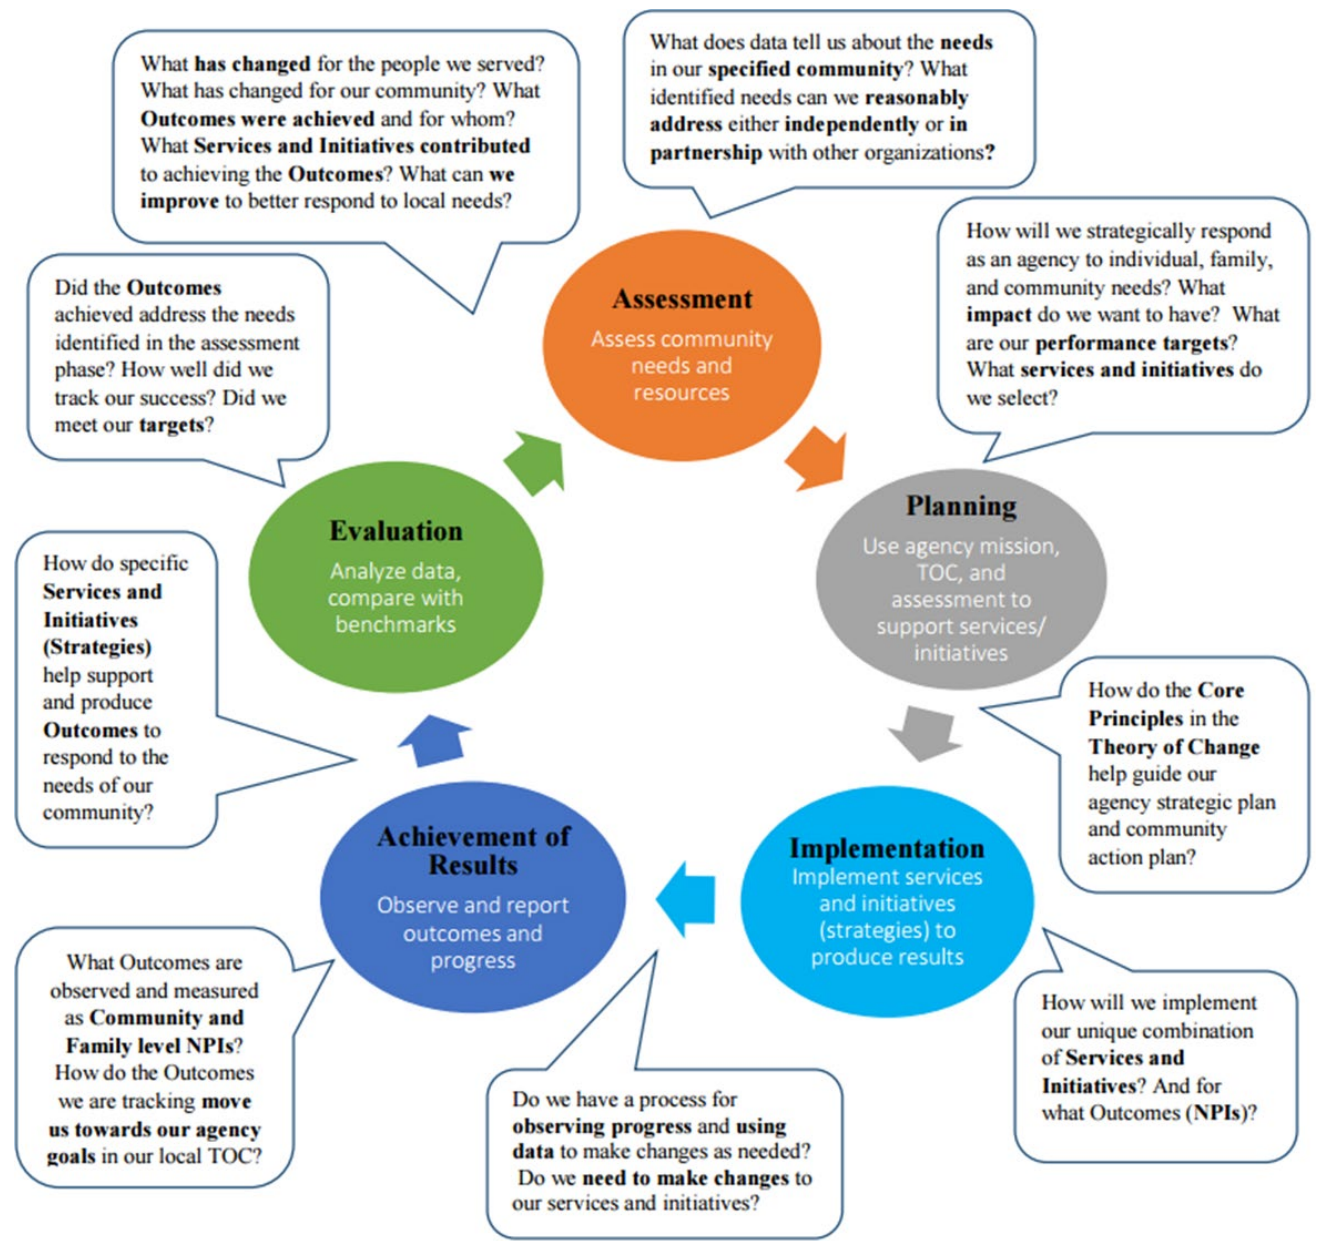 What has changed for the people we served?
What has changed for our community? What
Outcomes were achieved and for whom?
What Services and Initiatives contributed
to achieving the Outcomes? What can we
improve to better respond to local needs?
What does data tell us about the needs
in our specified community? What
identified needs can we reasonably
address either independently or in
partnership with other organizations?
How will we strategically respond
as an agency to individual, family,
and community needs? What
impact do we want to have? What
are our performance targets?
What services and initiatives do
we select?
Did the Outcomes
achieved address the needs
identified in the assessment
phase? How well did we
track our success? Did we
meet our targets?
Assessment
Assess community
needs and
resources
Planning
Use agency mission,
TOC, and
assessment to
support services/
initiatives
Evaluation
Analyze data,
compare with
benchmarks
How do specific
Services and
Initiatives
(Strategies)
help support
and produce
Outcomes to
respond to the
needs of our
community?
How do the Core
Principles in the
Theory of Change
help guide our
agency strategic plan
and community
action plan?
Achievement of
Results
Observe and report
outcomes and
progress
Implementation
Implement services
and initiatives
(strategies) to
produce results
What Outcomes are
observed and measured
as Community and
Family level NPIs?
How do the Outcomes
we are tracking move
us towards our agency
goals in our local TOC?
Do we have a process for
observing progress and using
data to make changes as needed?
Do we need to make changes to
our services and initiatives?
How will we implement
our unique combination
of Services and
Initiatives? And for
what Outcomes (NPIs)?